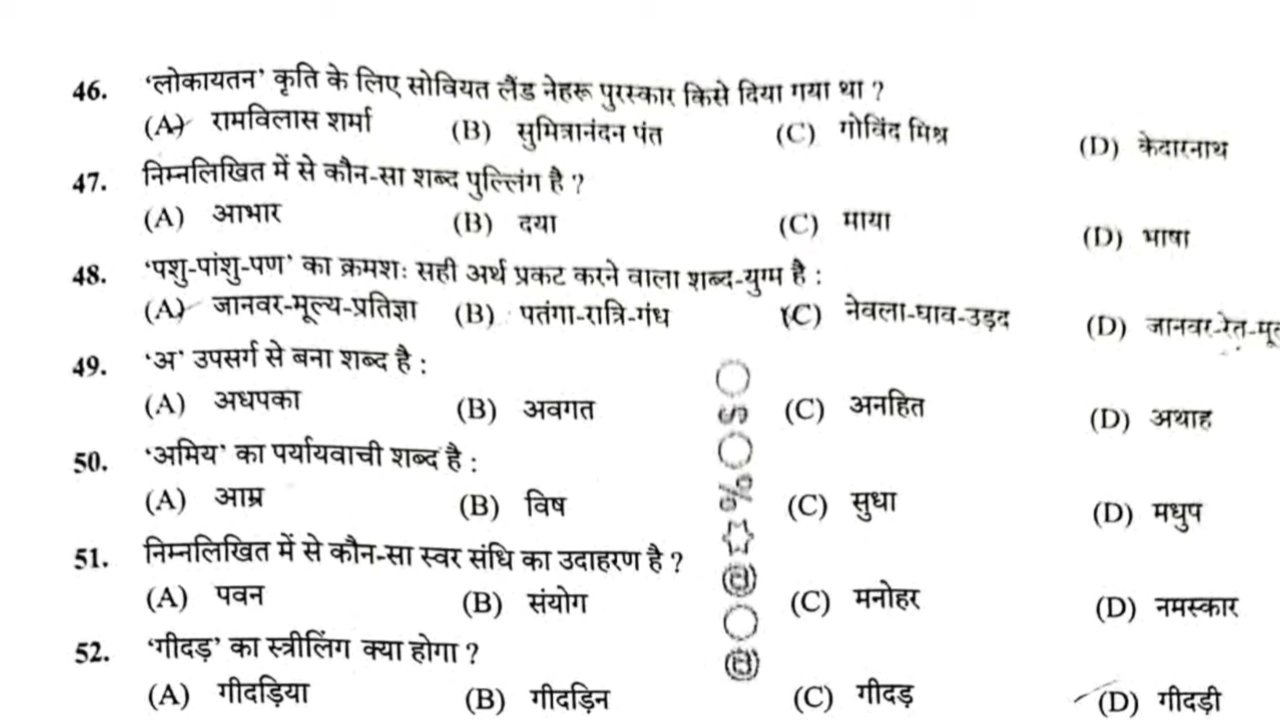 46. 'लोकायतन' कृति के लिए सोवियत लैंड नेहरू पुरस्कार किसे दिया गया था ?
(A) रामविलास शर्मा (B) सुमित्रानंदन पंत (C) गोविंद मिश्र (D) केदारनाथ
47. निम्नलिखित में से कौन-सा शब्द पुल्लिंग है ?
(A) आभार (B) दया (C) माया (D) भाषा
48. 'पशु-पांशु-पण' का क्रमशः सही अर्थ प्रकट करने वाला शब्द-युग्म है :
(A) जानवर-मूल्य-प्रतिज्ञा (B) पतंगा-रात्रि-गंध (C) नेवला-घाव-उड़द (D) जानवर-रेत-मू
49. 'अ' उपसर्ग से बना शब्द है :
(A) अधपका (B) अवगत (C) अनहित (D) अथाह
50. 'अमिय' का पर्यायवाची शब्द है :
(A) आम्र (B) विष (C) सुधा (D) मधुप
51. निम्नलिखित में से कौन-सा स्वर संधि का उदाहरण है ?
(A) पवन (B) संयोग (C) मनोहर (D) नमस्कार
52. 'गीदड़' का स्त्रीलिंग क्या होगा ?
(A) गीदड़िया (B) गीदड़िन (C) गीदड़ (D) गीदड़ी
○S○%☆@○@